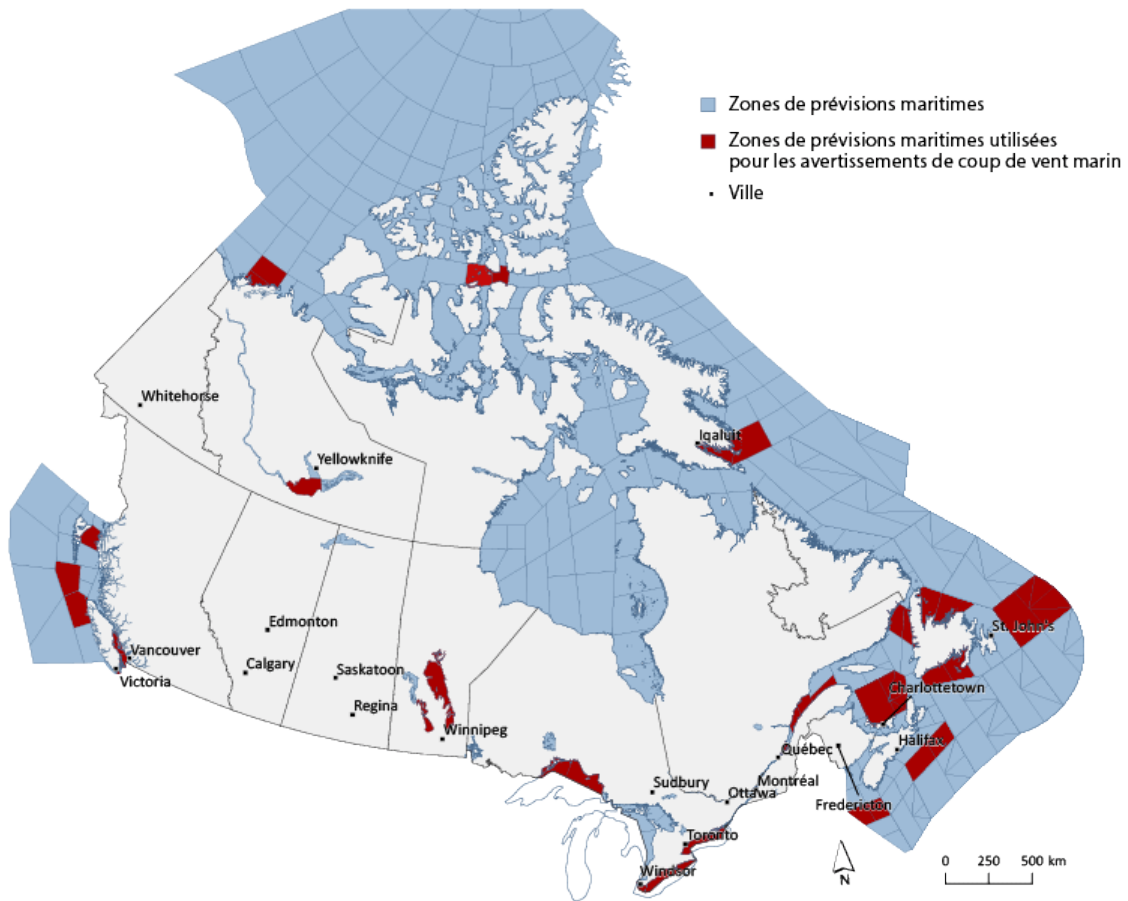 Zones de prévisions maritimes
Zones de prévisions maritimes utilisées
pour les avertissements de coup de vent marin
Ville
Whitehorse
Iqaluit
Yellowknife
Edmonton
St. John's
Vancouver
Calgary
Saskatoon
Victoria
Charlottetown
Regina
Winnipeg
Halifax
Québec
Sudbury
Montréal
Ottawa
Fredericton
Toronto
Windsor
N
0 250 500 km